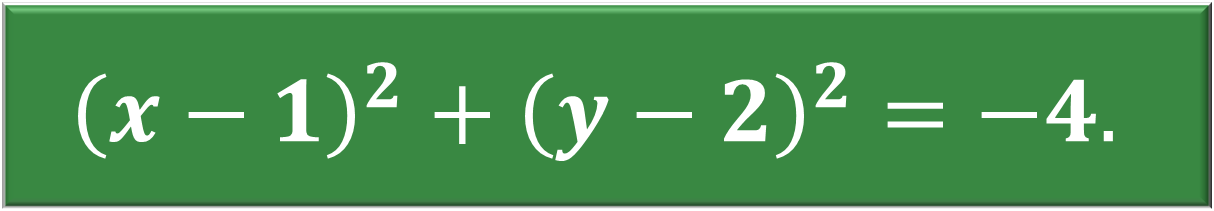 (x − 1)² + (y − 2)² = −4.